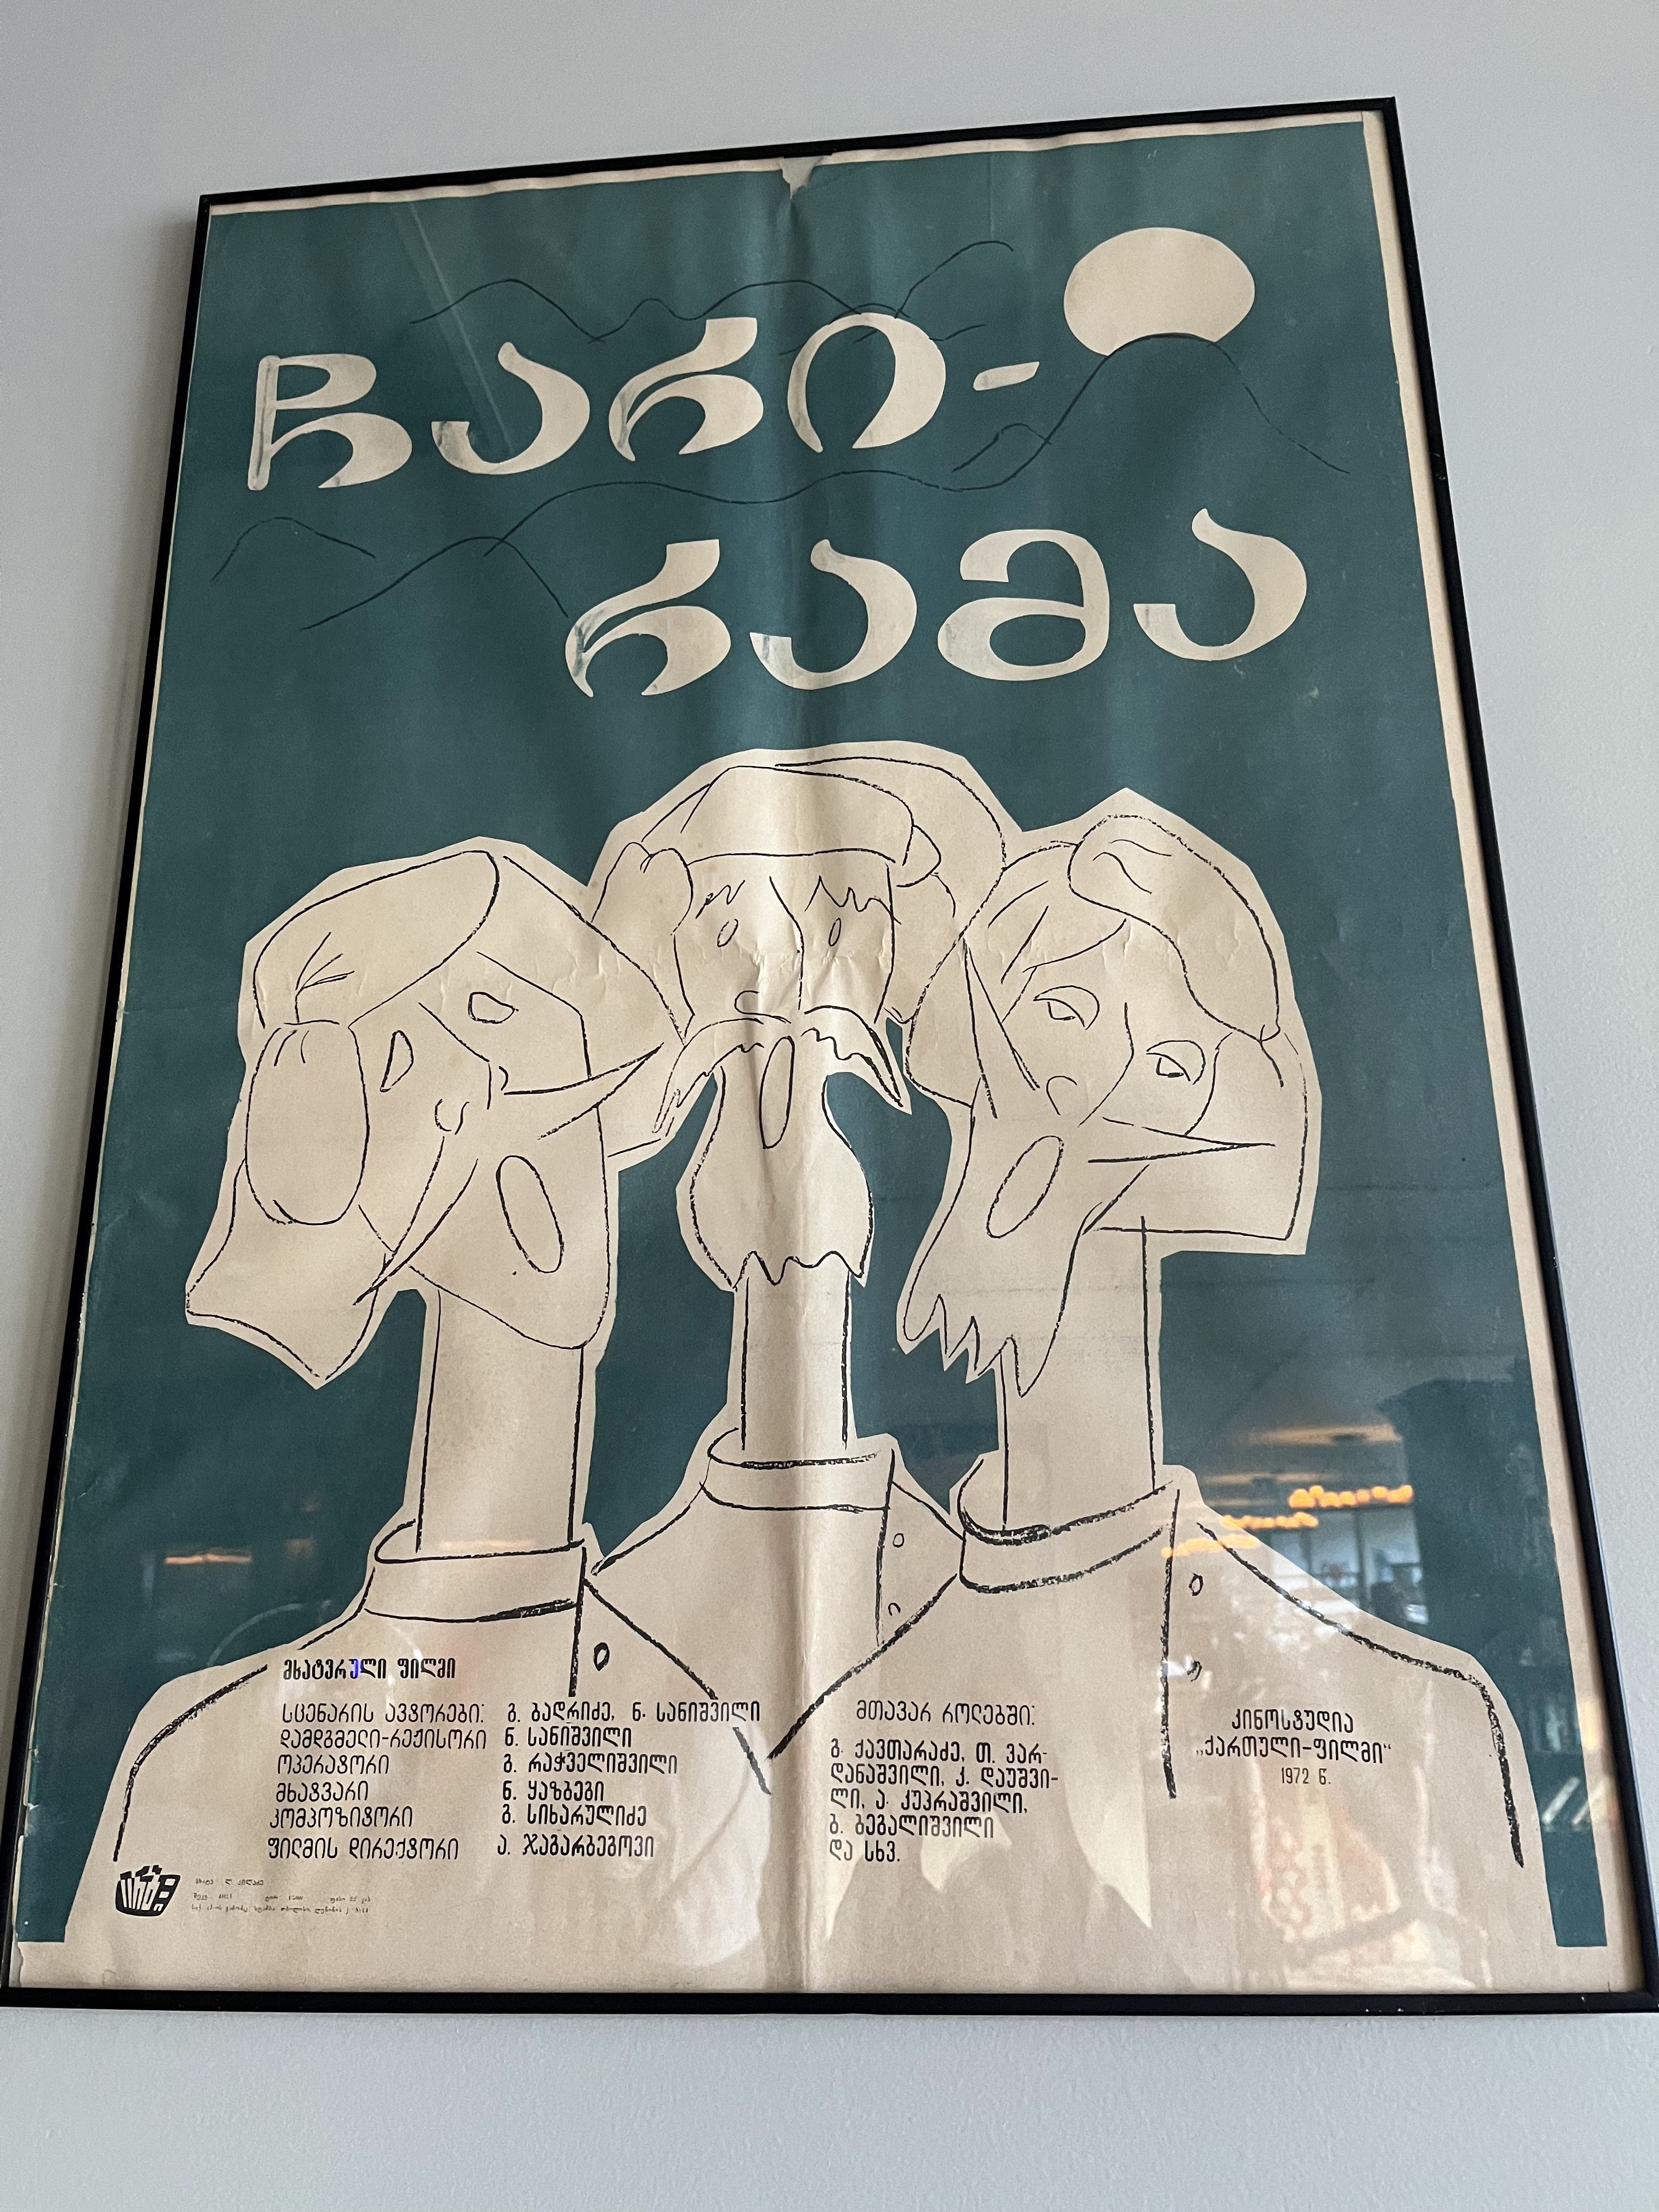 ჩარი-
რამა
მხატვრული ფილმი
სცენარის ავტორები: გ. ბადრიძე, ნ. სანიშვილი
დამდგმელი-რეჟისორი ნ. სანიშვილი
ოპერატორი გ. რაჭველიშვილი
მხატვარი ნ. ყაზბეგი
კომპოზიტორი გ. სიხარულიძე
ფილმის დირექტორი ა. ჯაგარბეგოვი
მთავარ როლებში:
გ. ქავთარაძე, თ. ვარ-
დანაშვილი, კ. დაუშვი-
ლი, ა. კუპრაშვილი,
ბ. ბეგალიშვილი
და სხვ.
კინოსტუდია
„ქართული-ფილმი“
1972 წ.